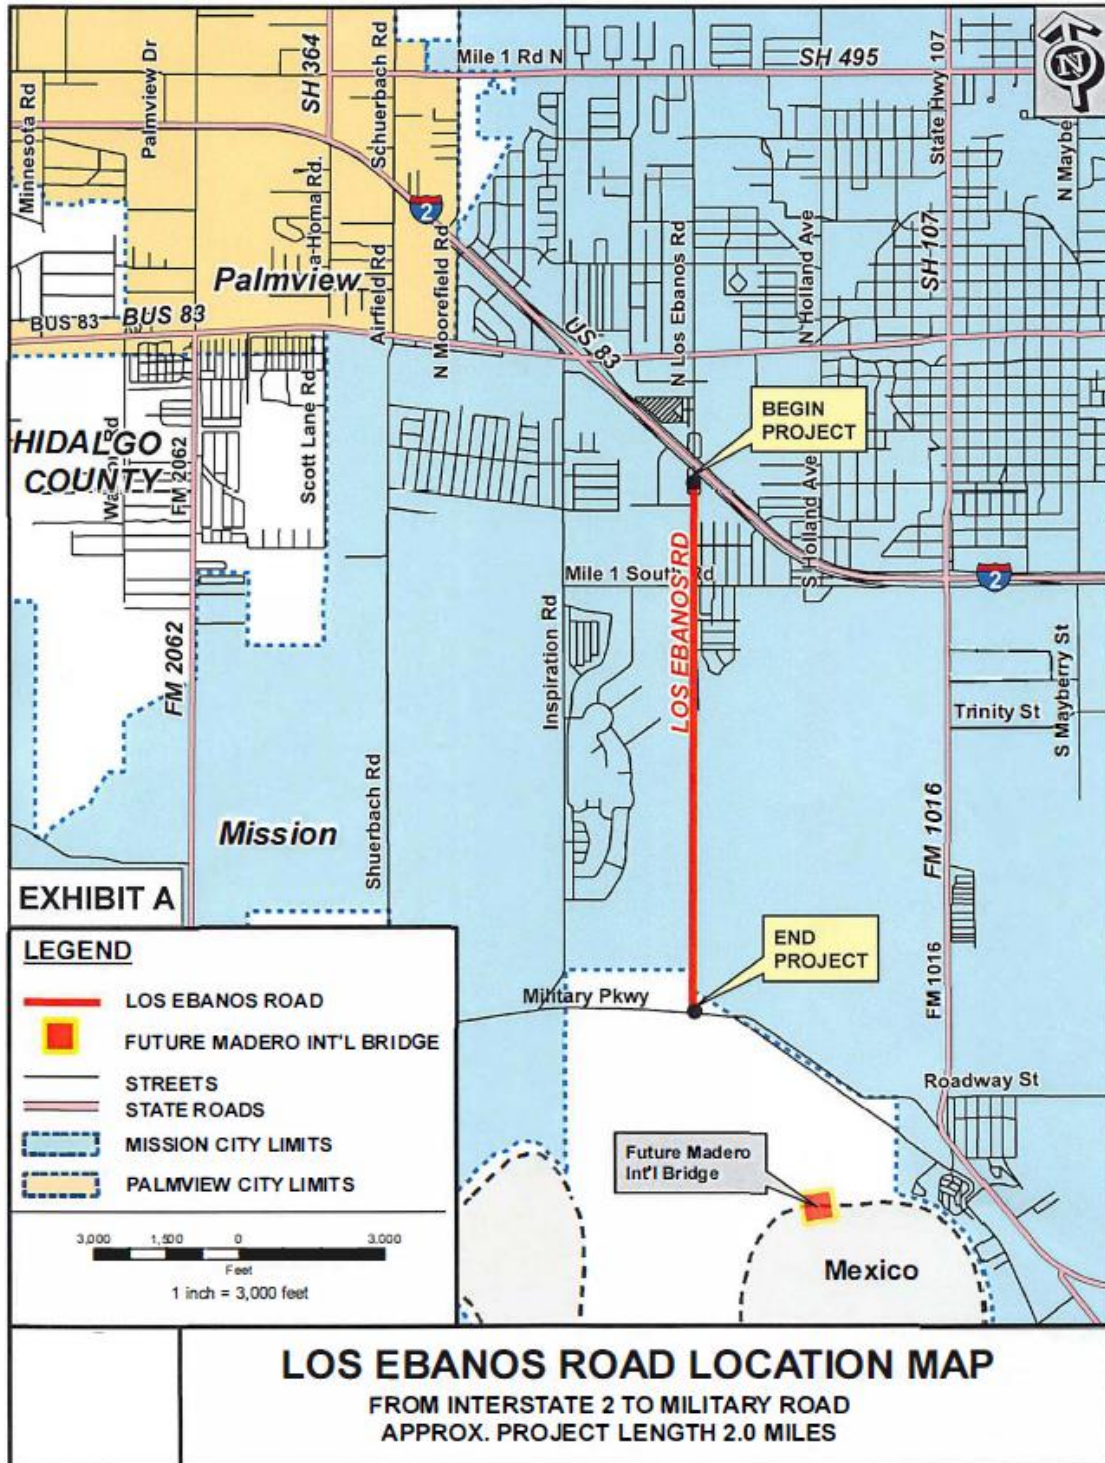 Mile 1 Rd N
SH 495
SH 364
Schuerbach Rd
State Hwy 107
N
Minnesota Rd
Palmview Dr
N Maybe
2
a-Homa Rd.
Airfield Rd
N Moorefield Rd
N Los Ebanos Rd
N Holland Ave
SH 107
Palmview
BUS 83
BUS 83
US 83
BEGIN
PROJECT
HIDALGO
COUNTY
FM 2062
Scott Lane Rd
S Holland Ave
LOS EBANOS RD
Mile 1 South Rd
2
Inspiration Rd
FM 2062
Trinity St
S Mayberry St
Shuerbach Rd
Mission
FM 1016
EXHIBIT A
END
PROJECT
FM 1016
Military Pkwy
Roadway St
LEGEND
LOS EBANOS ROAD
FUTURE MADERO INT'L BRIDGE
STREETS
STATE ROADS
MISSION CITY LIMITS
PALMVIEW CITY LIMITS
3,000 1,500 0 3,000
Feet
1 inch = 3,000 feet
Future Madero
Int'l Bridge
Mexico
LOS EBANOS ROAD LOCATION MAP
FROM INTERSTATE 2 TO MILITARY ROAD
APPROX. PROJECT LENGTH 2.0 MILES